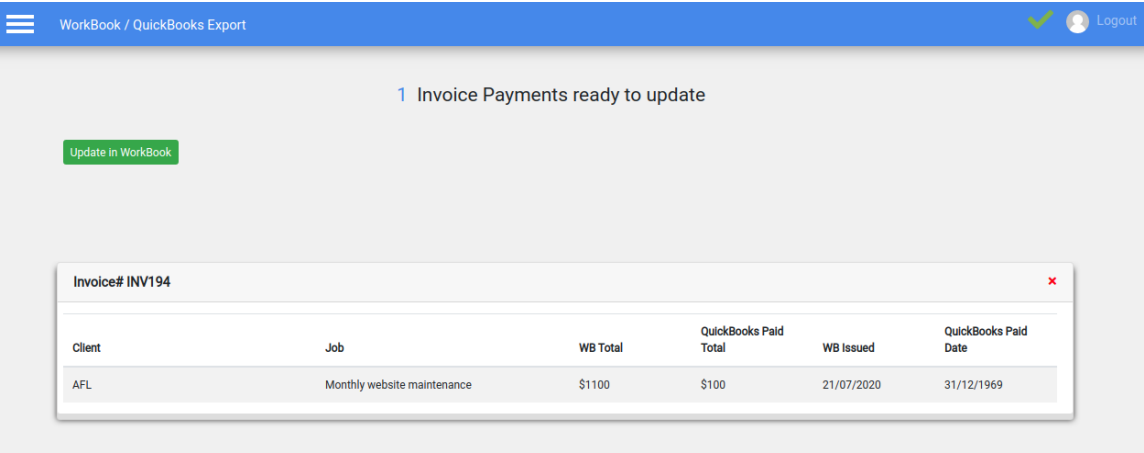 WorkBook / QuickBooks Export
Logout
1 Invoice Payments ready to update
Update in WorkBook
Invoice# INV194
Client Job WB Total QuickBooks Paid Total WB Issued QuickBooks Paid Date
AFL Monthly website maintenance $1100 $100 21/07/2020 31/12/1969